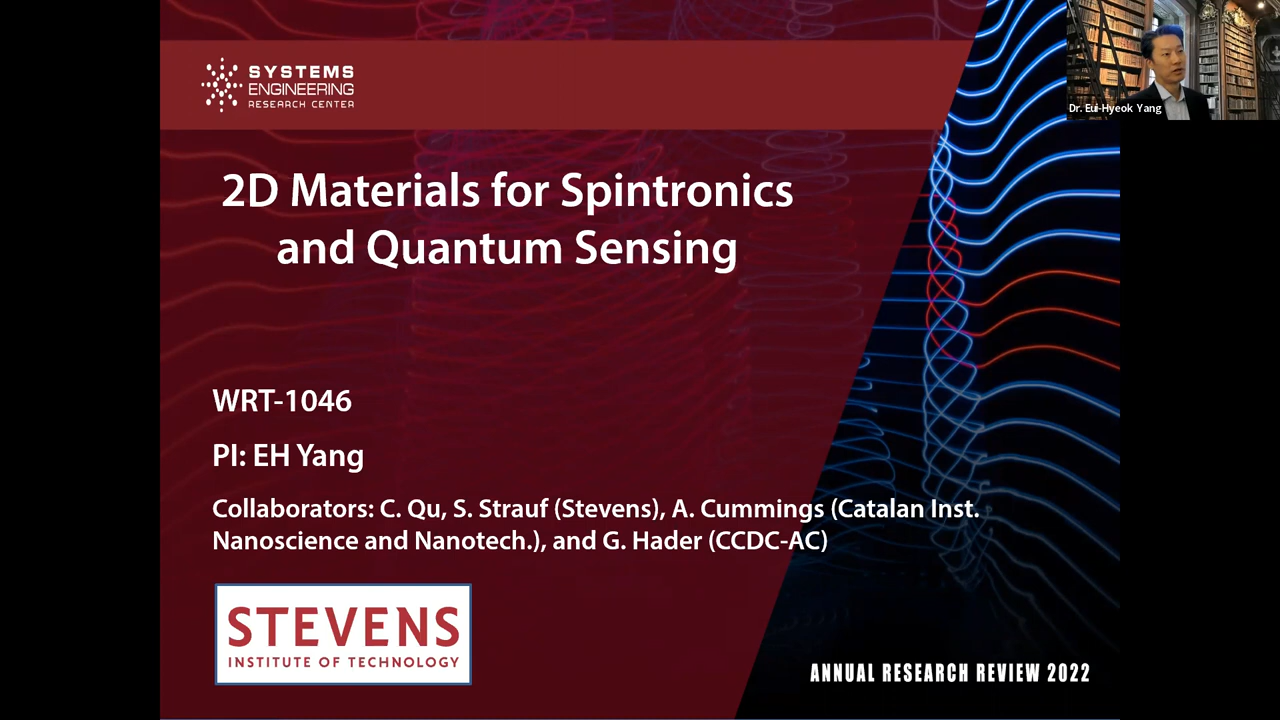 SYSTEMS
ENGINEERING
RESEARCH CENTER
Dr. Eui-Hyeok Yang
2D Materials for Spintronics
and Quantum Sensing
WRT-1046
PI: EH Yang
Collaborators: C. Qu, S. Strauf (Stevens), A. Cummings (Catalan Inst.
Nanoscience and Nanotech.), and G. Hader (CCDC-AC)
STEVENS
INSTITUTE OF TECHNOLOGY
ANNUAL RESEARCH REVIEW 2022